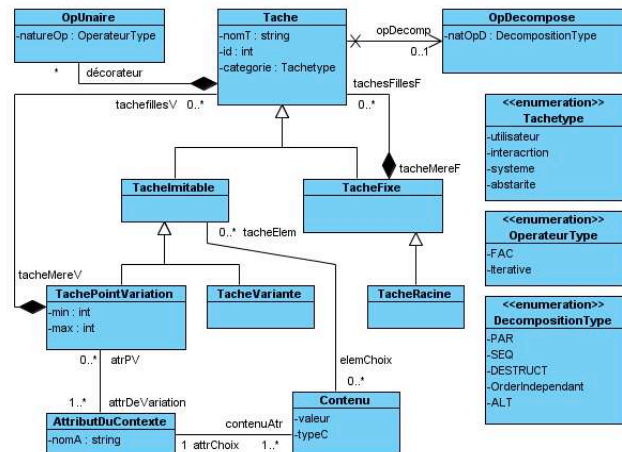 OpUnaîre
-natureOp : OperateurType
Tache
-nomT : string
-id : int
-categorie : Tachetype
OpDecompose
-natOpD : DecompositionType
opDecomp
0..1
*
décorateur
tachefillesV
0..*
tachesFillesF
0..*
<<enumeration>>
Tachetype
-utilisateur
-interacrtion
-systeme
-abstarite
tacheMereF
TacheImitable
TacheFixe
0..*
tacheElem
<<enumeration>>
OperateurType
-FAC
-Iterative
tacheMereV
TachePointVariation
-min : int
-max : int
TacheVariante
TacheRacine
<<enumeration>>
DecompositionType
-PAR
-SEQ
-DESTRUCT
-OrderIndependant
-ALT
0..*
atrPV
elemChoix
0..*
1..*
attrDeVariation
AttributDuContexte
-nomA : string
contenuAtr
1
attrChoix
1..*
Contenu
-valeur
-typeC